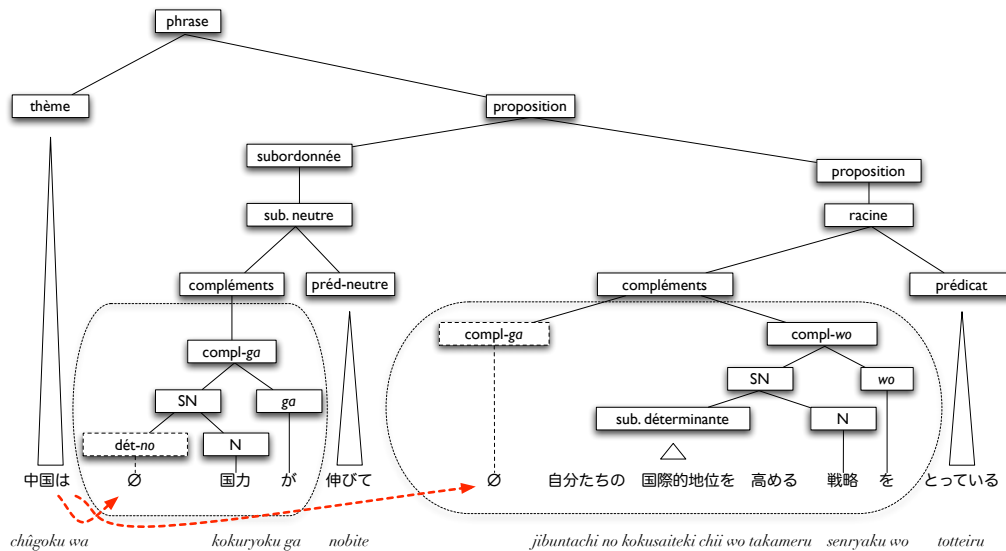 phrase
thème proposition
subordonnée
proposition
sub. neutre racine
compléments préd-neutre compléments prédicat
compl-ga compl-wo
compl-ga
SN ga SN wo
dét-no N sub. déterminante N
中国は ∅ 国力 が 伸びて ∅ 自分たちの 国際的地位を 高める 戦略 を とっている
chûgoku wa kokuryoku ga nobite jibuntachi no kokusaiteki chii wo takameru senryaku wo totteiru